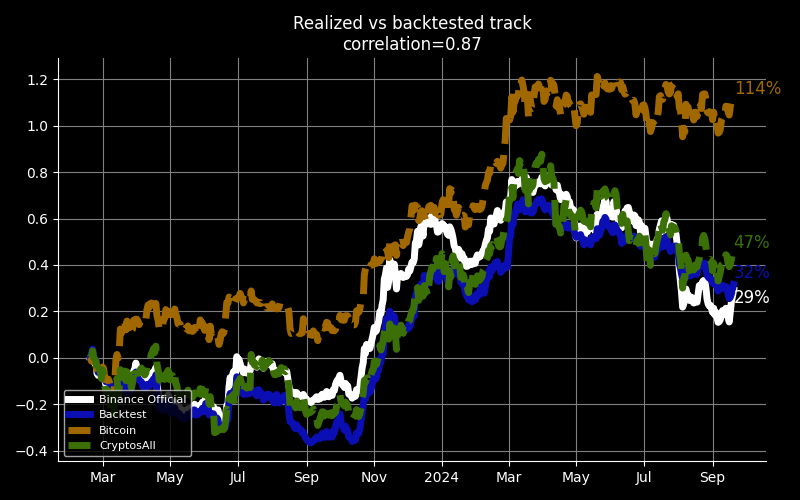 Realized vs backtested track
correlation=0.87
1.2
1.0
0.8
0.6
0.4
0.2
0.0
−0.2
−0.4
114%
47%
32%
29%
Binance Official
Backtest
Bitcoin
CryptosAll
Mar May Jul Sep Nov 2024 Mar May Jul Sep